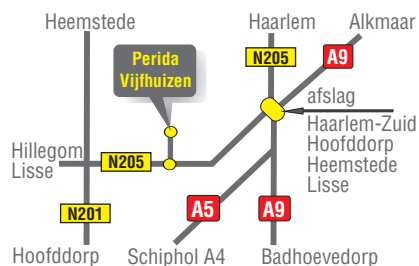 Heemstede
Haarlem
Alkmaar
Perida
Vijfhuizen
N205
A9
afslag
Haarlem-Zuid
Hoofddorp
Heemstede
Lisse
Hillegom
Lisse
N205
N201
A5
A9
Hoofddorp
Schiphol A4
Badhoevedorp